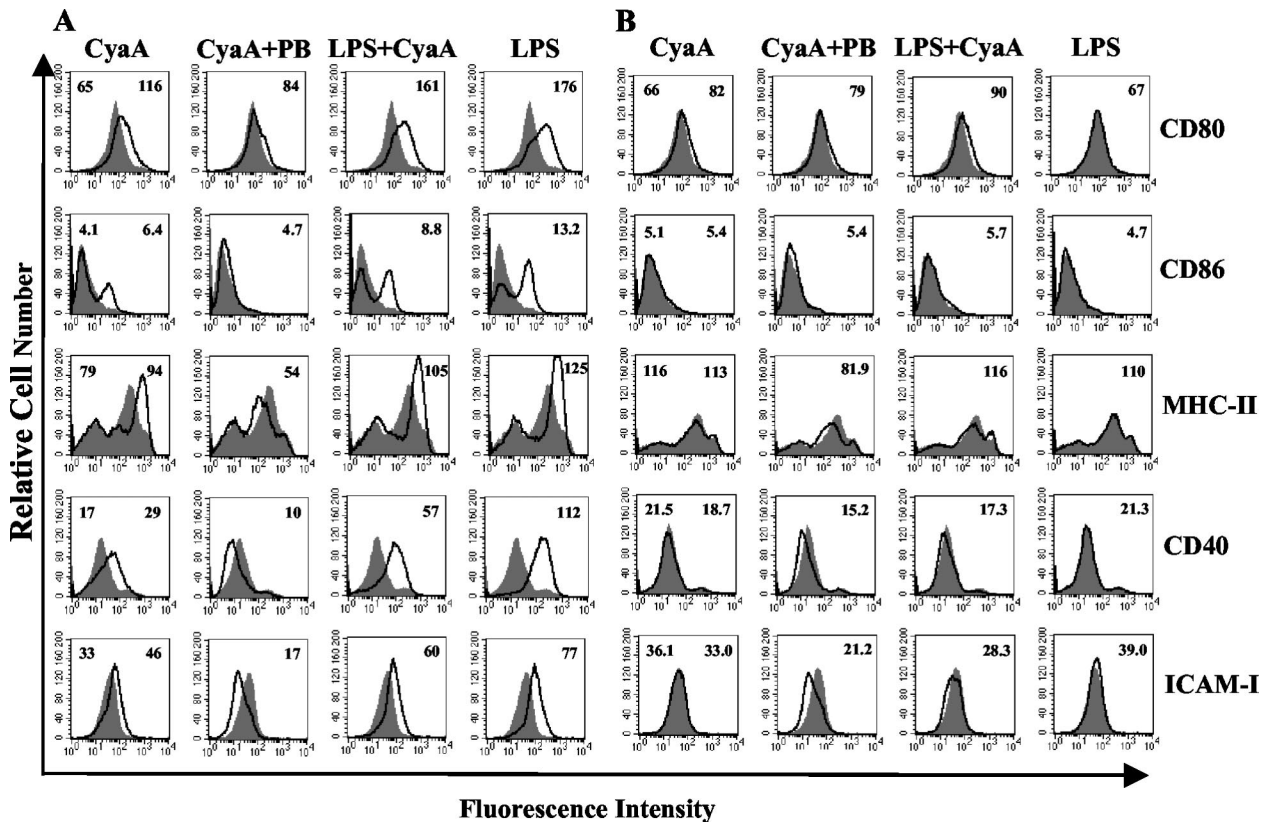 A B
CyaA CyaA+PB LPS+CyaA LPS CyaA CyaA+PB LPS+CyaA LPS
65 116 84 161 176 66 82 79 90 67 CD80
4.1 6.4 4.7 8.8 13.2 5.1 5.4 5.4 5.7 4.7 CD86
79 94 54 105 125 116 113 81.9 116 110 MHC-II
17 29 10 57 112 21.5 18.7 15.2 17.3 21.3 CD40
33 46 17 60 77 36.1 33.0 21.2 28.3 39.0 ICAM-I
Relative Cell Number
Fluorescence Intensity